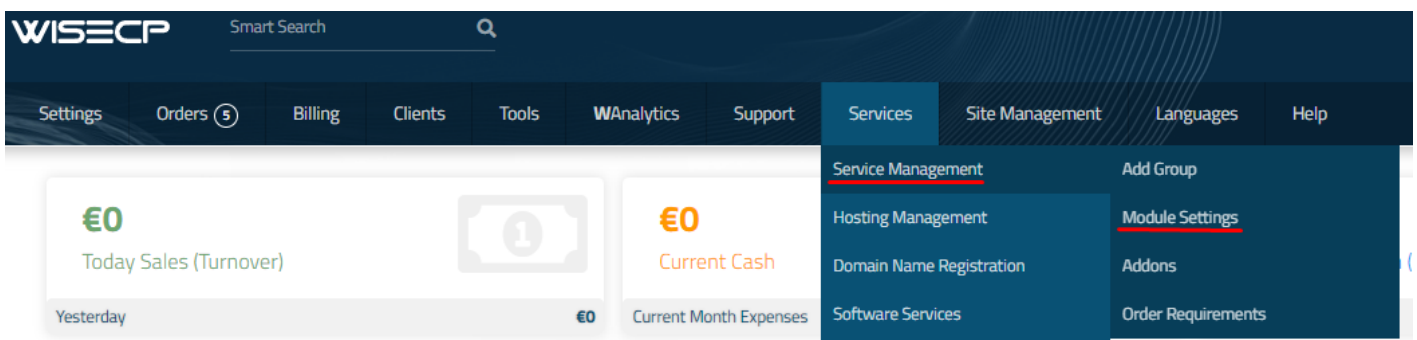 WISECP
Smart Search
Settings
Orders 5
Billing
Clients
Tools
WAnalytics
Support
Services
Site Management
Languages
Help
Service Management
Add Group
Hosting Management
Module Settings
Domain Name Registration
Addons
Software Services
Order Requirements
€0
Today Sales (Turnover)
1
Yesterday
€0
€0
Current Cash
Current Month Expenses
(